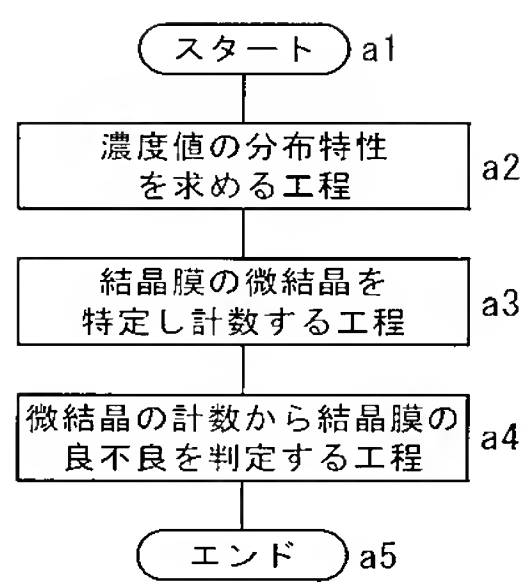 スタート a1
濃度値の分布特性
を求める工程 a2
結晶膜の微結晶を
特定し計数する工程 a3
微結晶の計数から結晶膜の
良不良を判定する工程 a4
エンド a5